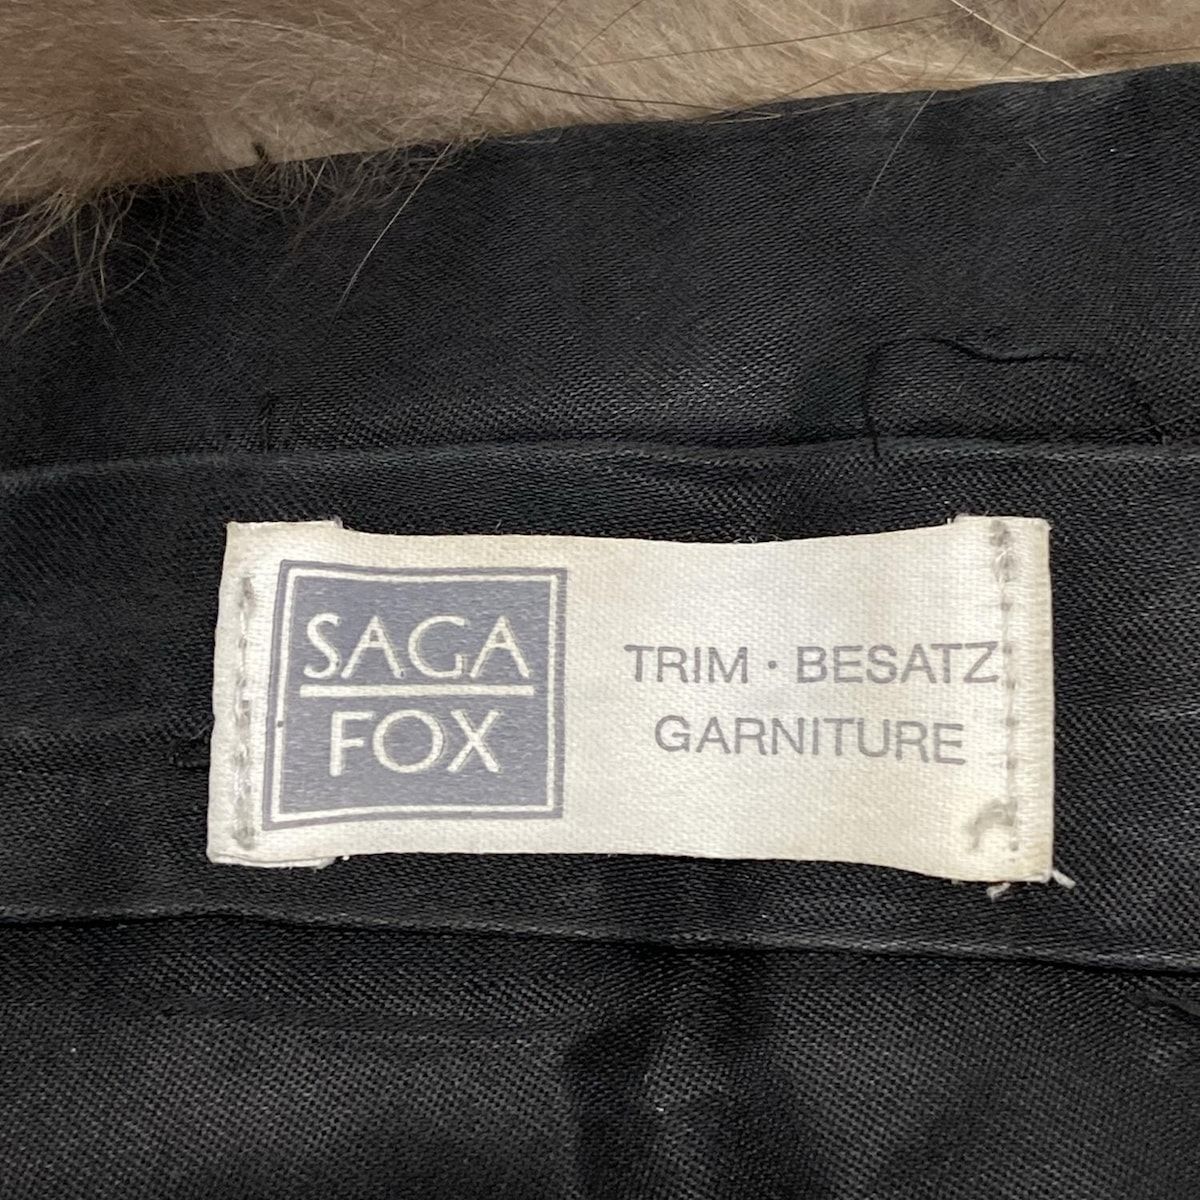 SAGA
FOX
TRIM · BESATZ
GARNITURE